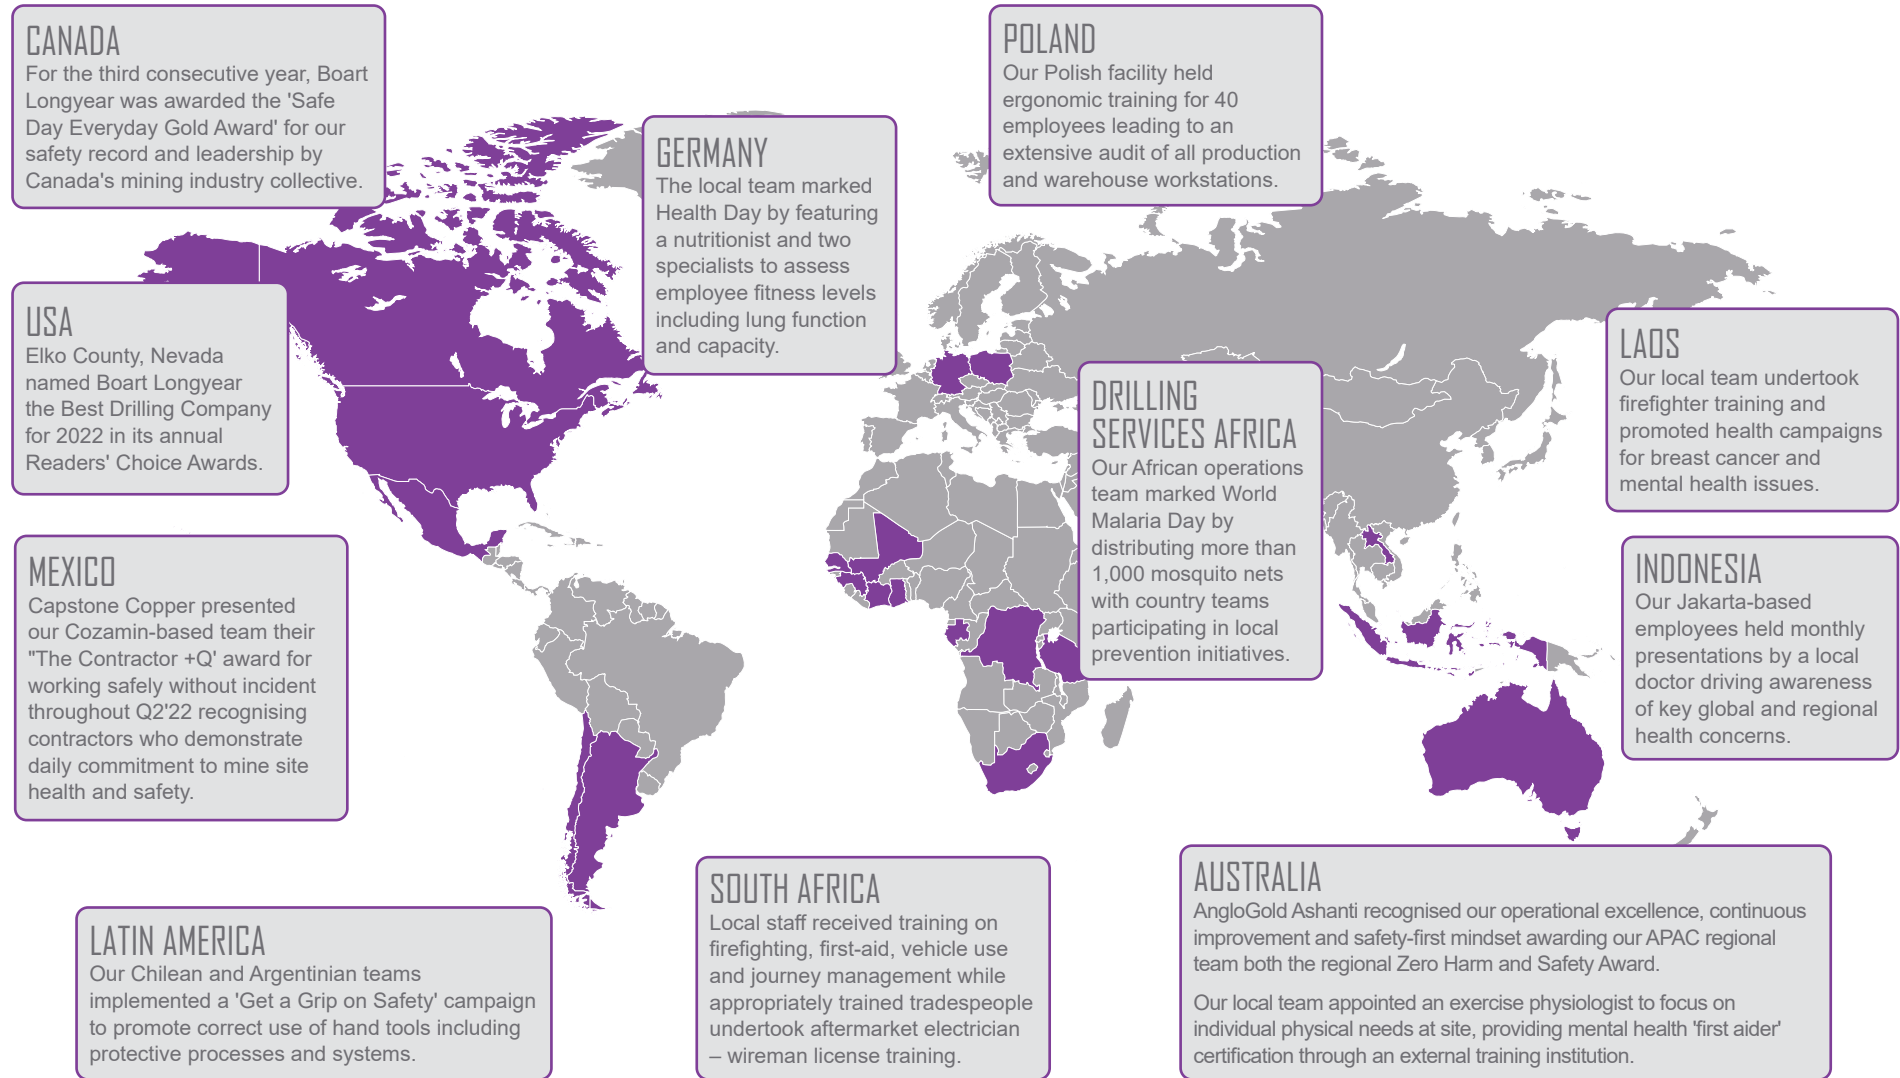 CANADA
For the third consecutive year, Boart
Longyear was awarded the 'Safe
Day Everyday Gold Award' for our
safety record and leadership by
Canada's mining industry collective.
USA
Elko County, Nevada
named Boart Longyear
the Best Drilling Company
for 2022 in its annual
Readers' Choice Awards.
MEXICO
Capstone Copper presented
our Cozamin-based team their
"The Contractor +Q' award for
working safely without incident
throughout Q2'22 recognising
contractors who demonstrate
daily commitment to mine site
health and safety.
LATIN AMERICA
Our Chilean and Argentinian teams
implemented a 'Get a Grip on Safety' campaign
to promote correct use of hand tools including
protective processes and systems.
GERMANY
The local team marked
Health Day by featuring
a nutritionist and two
specialists to assess
employee fitness levels
including lung function
and capacity.
POLAND
Our Polish facility held
ergonomic training for 40
employees leading to an
extensive audit of all production
and warehouse workstations.
DRILLING
SERVICES AFRICA
Our African operations
team marked World
Malaria Day by
distributing more than
1,000 mosquito nets
with country teams
participating in local
prevention initiatives.
SOUTH AFRICA
Local staff received training on
firefighting, first-aid, vehicle use
and journey management while
appropriately trained tradespeople
undertook aftermarket electrician
– wireman license training.
LAOS
Our local team undertook
firefighter training and
promoted health campaigns
for breast cancer and
mental health issues.
INDONESIA
Our Jakarta-based
employees held monthly
presentations by a local
doctor driving awareness
of key global and regional
health concerns.
AUSTRALIA
AngloGold Ashanti recognised our operational excellence, continuous
improvement and safety-first mindset awarding our APAC regional
team both the regional Zero Harm and Safety Award.
Our local team appointed an exercise physiologist to focus on
individual physical needs at site, providing mental health 'first aider'
certification through an external training institution.